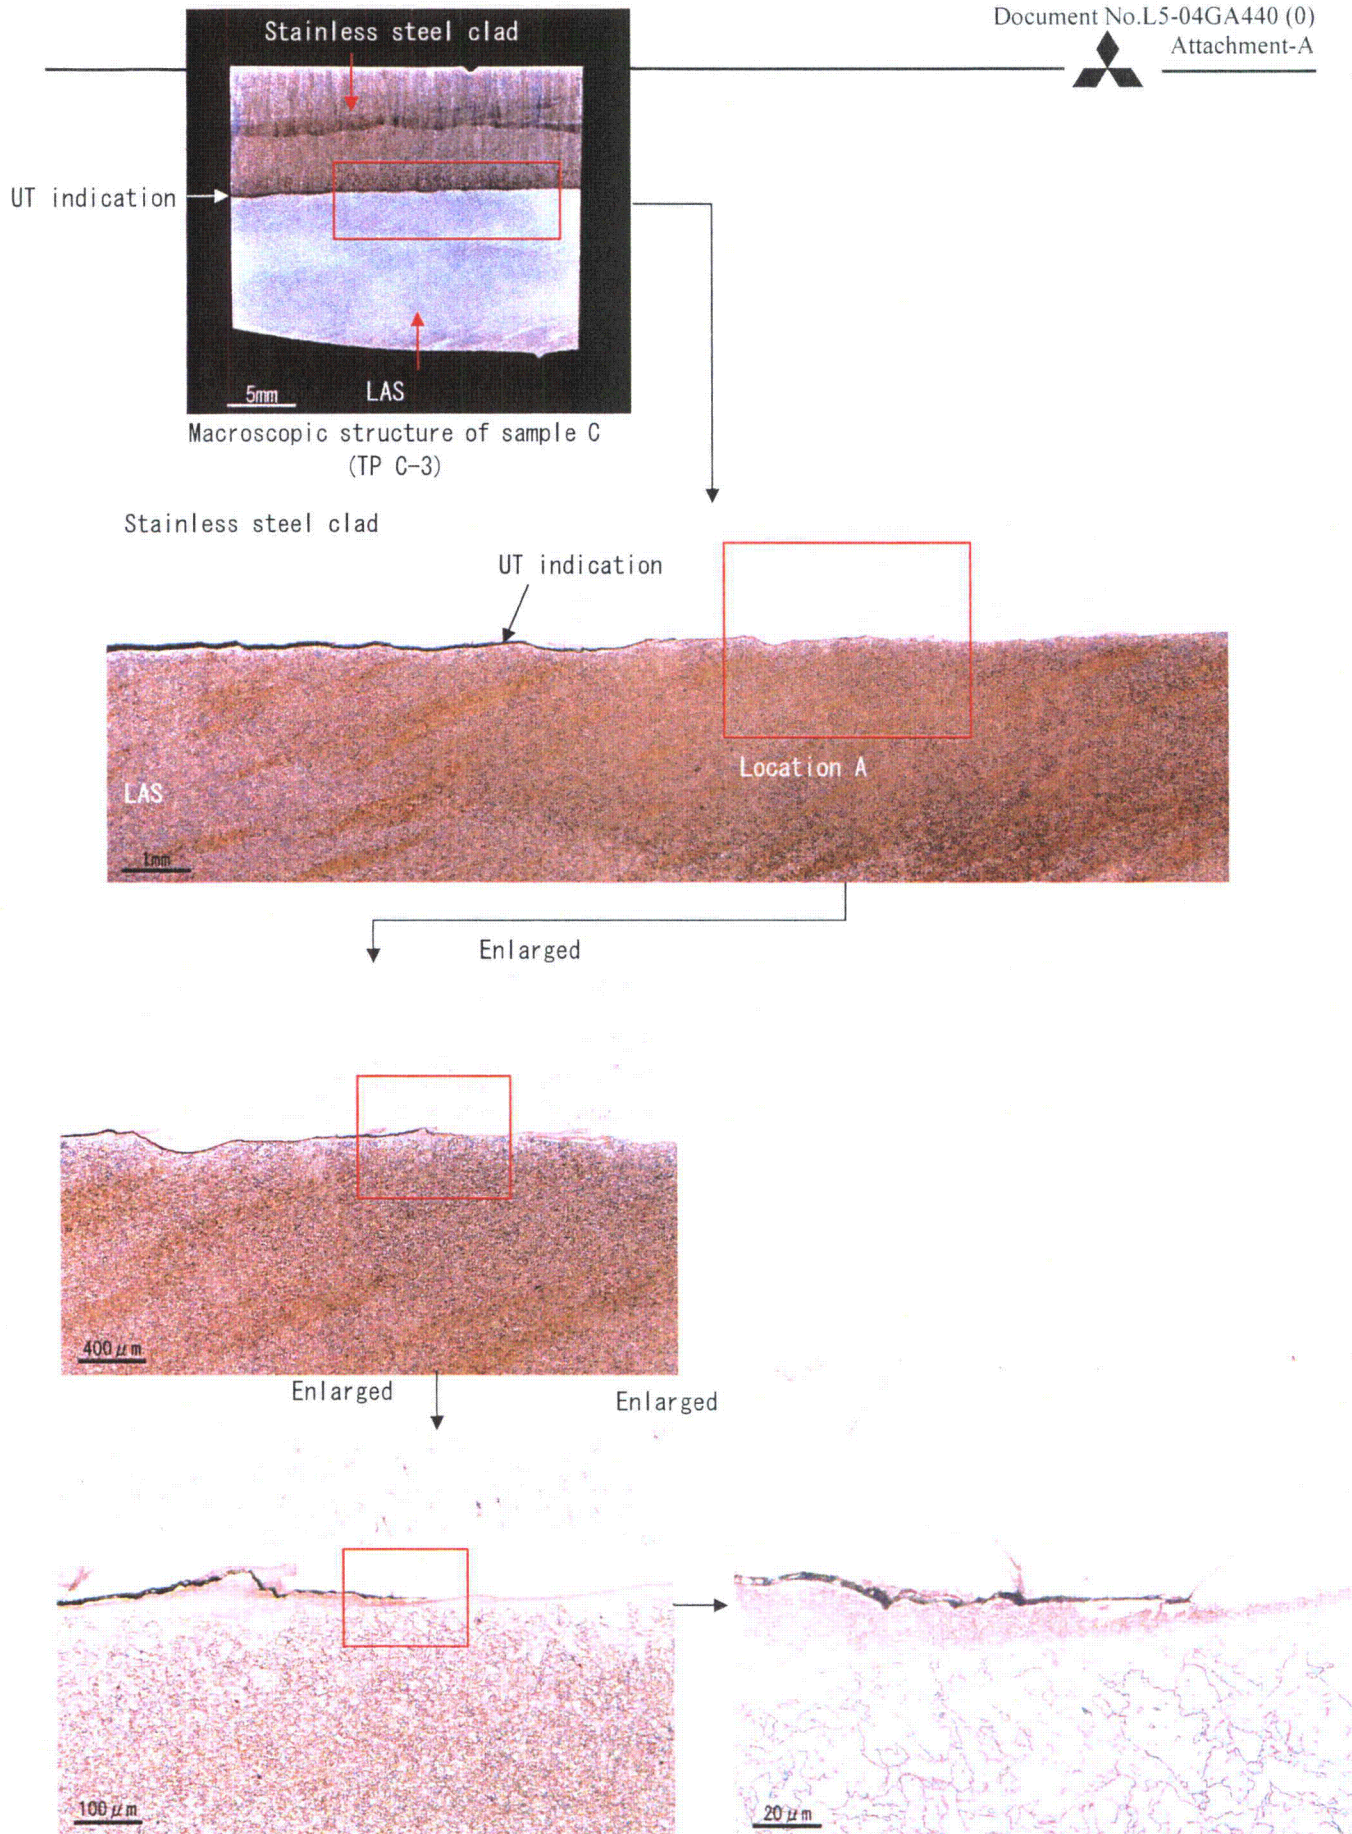 Document No.L5-04GA440 (0)
Attachment-A
Stainless steel clad
UT indication
5mm
LAS
Macroscopic structure of sample C
(TP C-3)
Stainless steel clad
UT indication
Location A
LAS
1mm
Enlarged
400μm
Enlarged
Enlarged
100μm
20μm